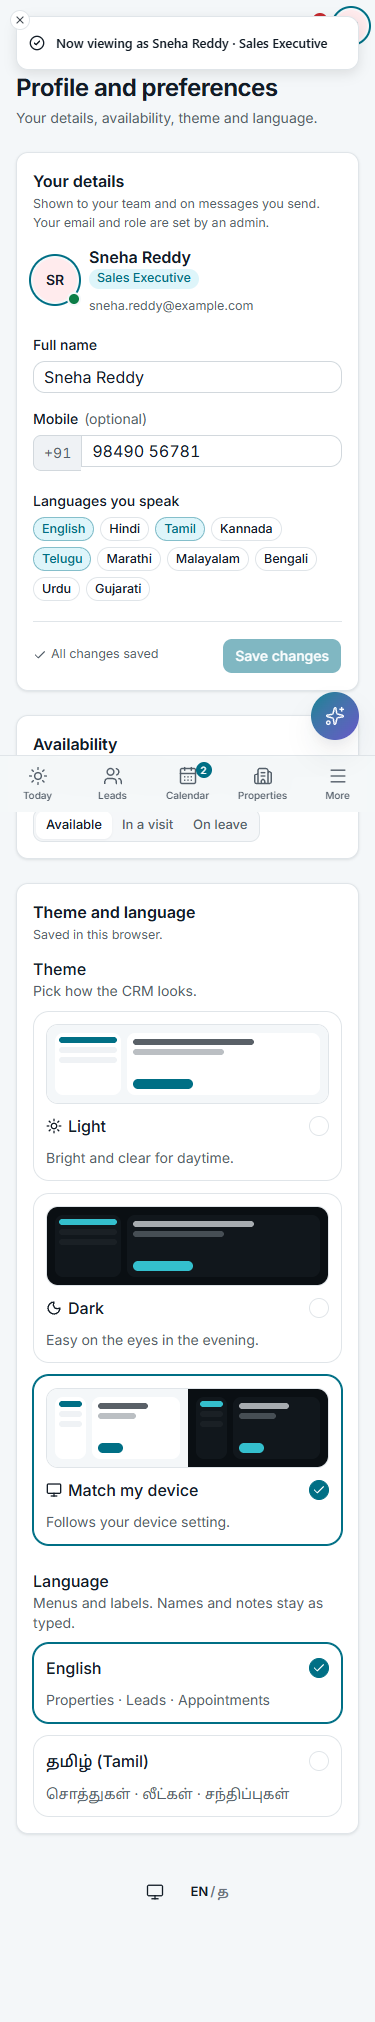 Now viewing as Sneha Reddy · Sales Executive
Profile and preferences
Your details, availability, theme and language.
Your details
Shown to your team and on messages you send.
Your email and role are set by an admin.
SR
Sneha Reddy
Sales Executive
sneha.reddy@example.com
Full name
Sneha Reddy
Mobile (optional)
+91 98490 56781
Languages you speak
English Hindi Tamil Kannada
Telugu Marathi Malayalam Bengali
Urdu Gujarati
All changes saved
Save changes
Availability
2
Today Leads Calendar Properties More
Available In a visit On leave
Theme and language
Saved in this browser.
Theme
Pick how the CRM looks.
Light
Bright and clear for daytime.
Dark
Easy on the eyes in the evening.
Match my device
Follows your device setting.
Language
Menus and labels. Names and notes stay as
typed.
English
Properties · Leads · Appointments
தமிழ் (Tamil)
சொத்துகள் · லீட்கள் · சந்திப்புகள்
EN / த